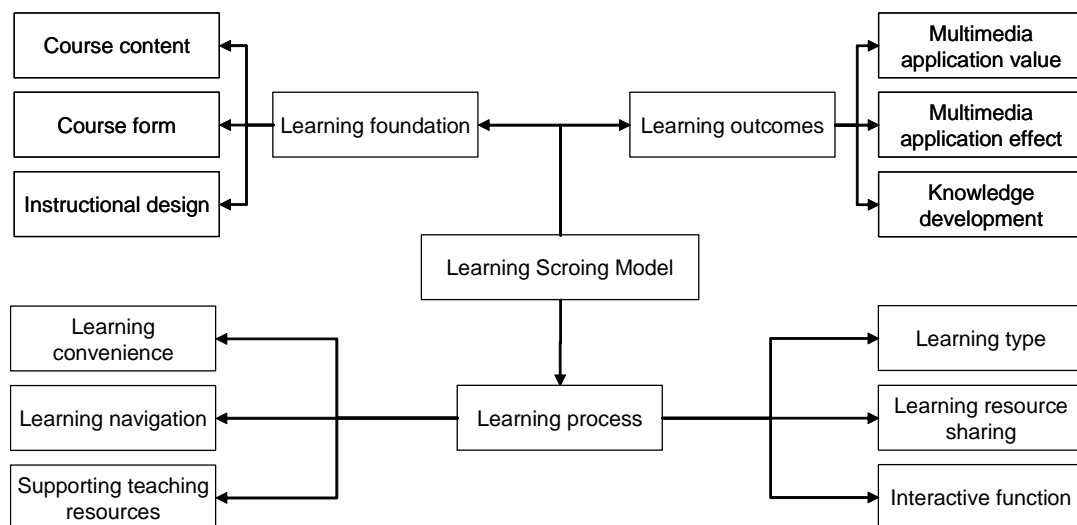 Course content
Course form
Instructional design
Learning foundation
Learning outcomes
Multimedia
application value
Multimedia
application effect
Knowledge
development
Learning Scroing Model
Learning
convenience
Learning navigation
Supporting teaching
resources
Learning process
Learning type
Learning resource
sharing
Interactive function